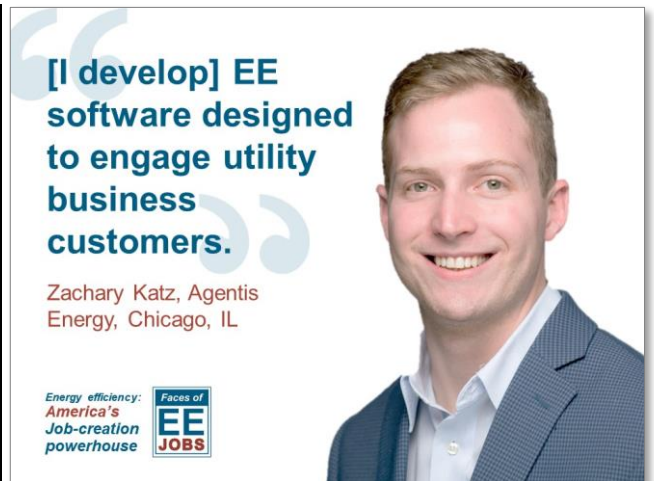 [I develop] EE
software designed
to engage utility
business
customers.
Zachary Katz, Agentis
Energy, Chicago, IL
Energy efficiency:
America's
Job-creation
powerhouse
Faces of
EE
JOBS